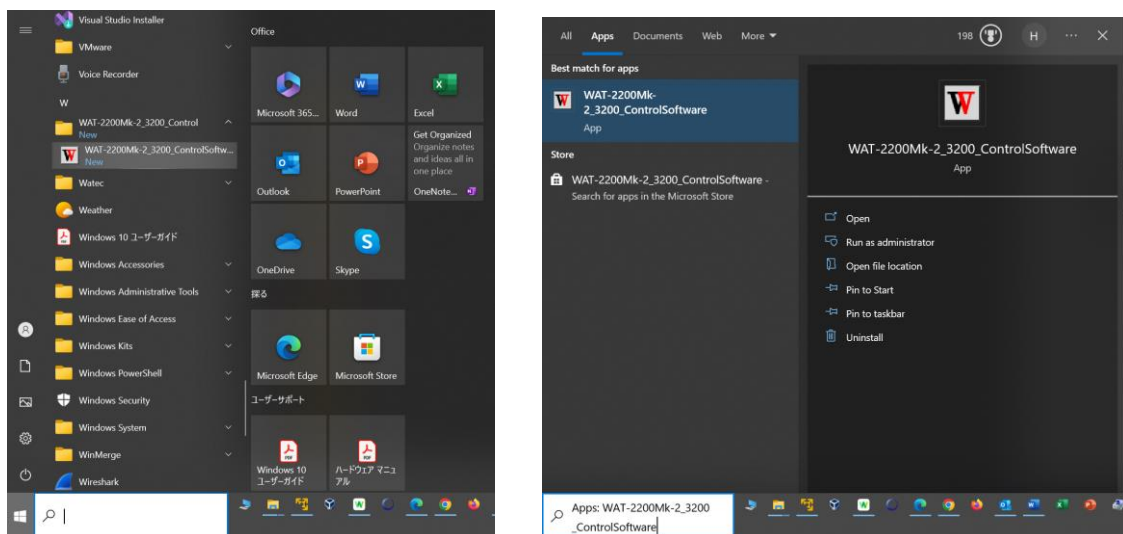 Visual Studio Installer
VMware
Voice Recorder
W
WAT-2200Mk-2_3200_Control
New
WAT-2200Mk-2_3200_ControlSoftw...
New
Watec
Weather
Windows 10 ユーザーガイド
Windows Accessories
Windows Administrative Tools
Windows Ease of Access
Windows Kits
Windows PowerShell
Windows Security
Windows System
WinMerge
Wireshark
Office
Microsoft 365...
Word
Excel
Get Organized
Organize notes
and ideas all in
one place
Outlook
PowerPoint
OneNote...
OneDrive
Skype
探る
Microsoft Edge
Microsoft Store
ユーザーサポート
Windows 10
ユーザーガイド
ハードウェア マニュ
アル
All Apps Documents Web More
198
H
Best match for apps
WAT-2200Mk-
2_3200_ControlSoftware
App
Store
WAT-2200Mk-2_3200_ControlSoftware -
Search for apps in the Microsoft Store
WAT-2200Mk-2_3200_ControlSoftware
App
Open
Run as administrator
Open file location
Pin to Start
Pin to taskbar
Uninstall
Apps: WAT-2200Mk-2_3200
_ControlSoftware